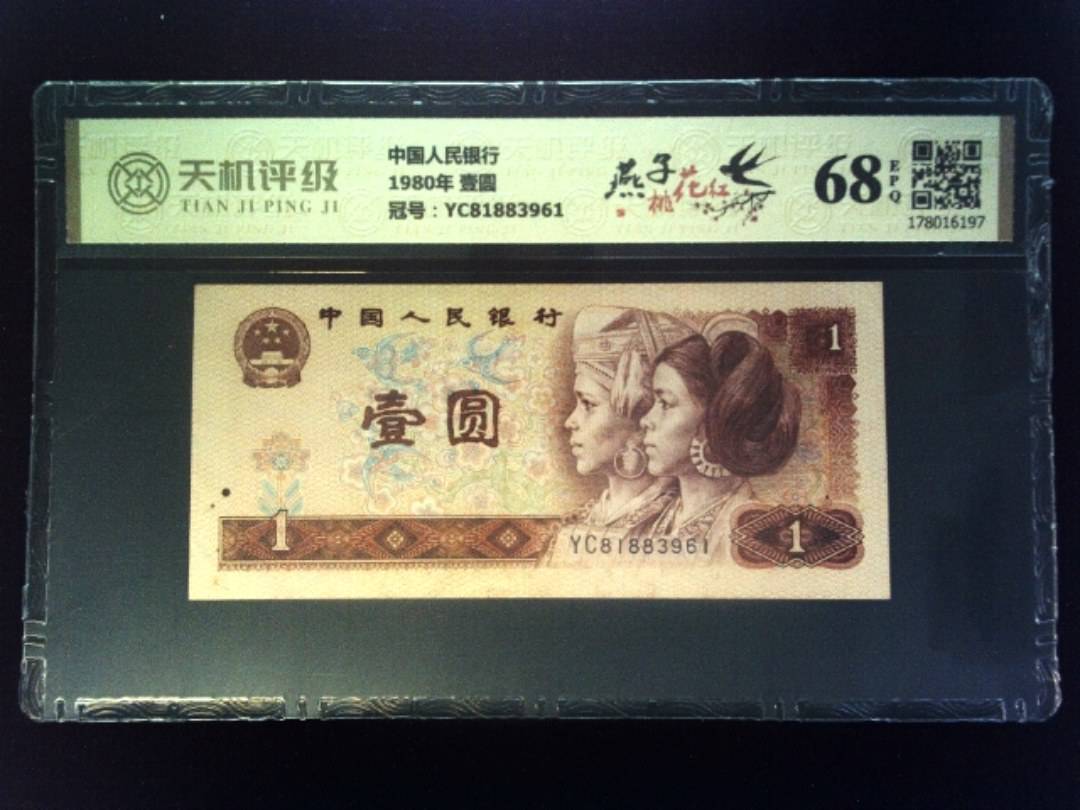 天机评级
TIAN JI PING JI
中国人民银行
1980年 壹圆
冠号：YC81883961
燕子
桃花红
68
EPQ
178016197
中国人民银行
1
壹圆
1
YC81883961
1